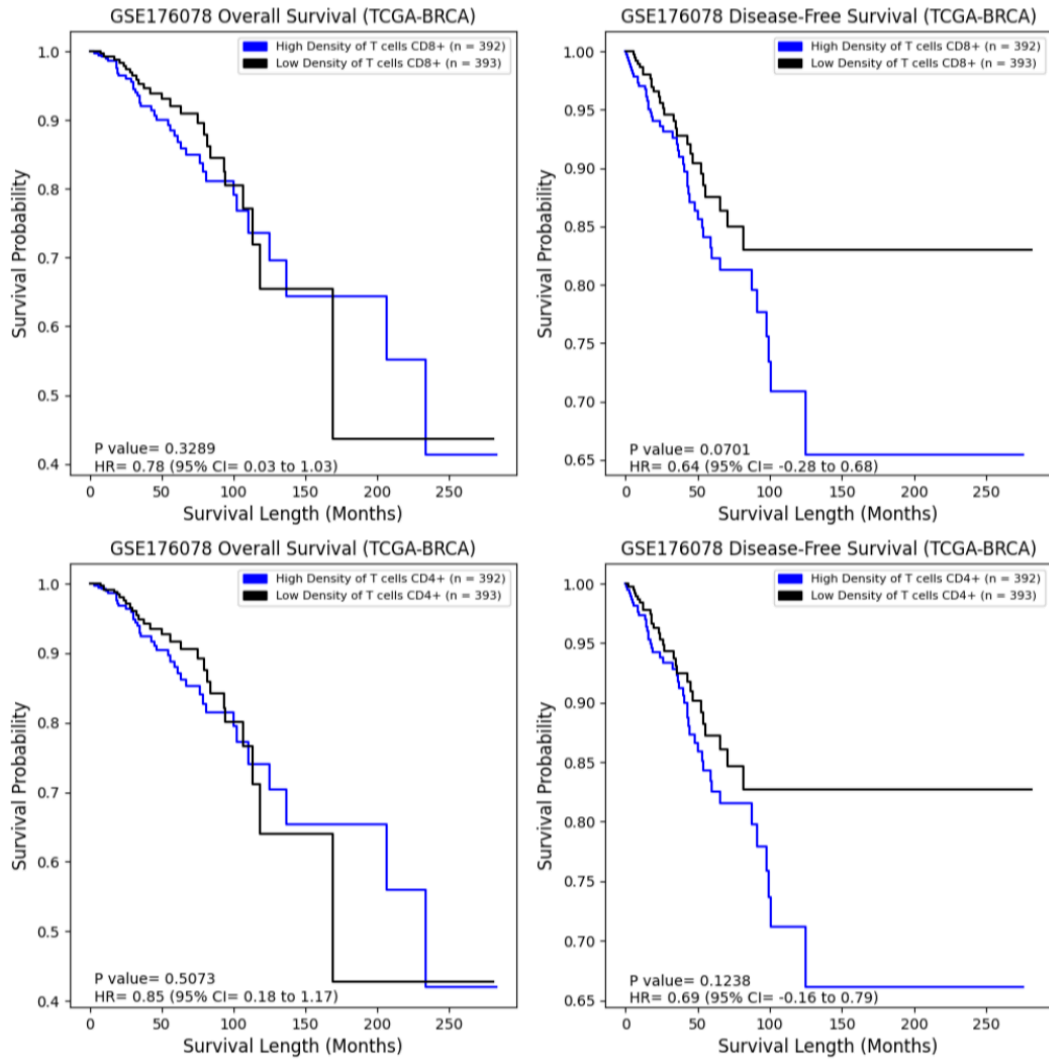 GSE176078 Overall Survival (TCGA-BRCA)
High Density of T cells CD8+ (n = 392)
Low Density of T cells CD8+ (n = 393)
Survival Probability
1.0
0.9
0.8
0.7
0.6
0.5
0.4
P value= 0.3289
HR= 0.78 (95% CI= 0.03 to 1.03)
0 50 100 150 200 250
Survival Length (Months)
GSE176078 Disease-Free Survival (TCGA-BRCA)
High Density of T cells CD8+ (n = 392)
Low Density of T cells CD8+ (n = 393)
Survival Probability
1.00
0.95
0.90
0.85
0.80
0.75
0.70
0.65
P value= 0.0701
HR= 0.64 (95% CI= -0.28 to 0.68)
0 50 100 150 200 250
Survival Length (Months)
GSE176078 Overall Survival (TCGA-BRCA)
High Density of T cells CD4+ (n = 392)
Low Density of T cells CD4+ (n = 393)
Survival Probability
1.0
0.9
0.8
0.7
0.6
0.5
0.4
P value= 0.5073
HR= 0.85 (95% CI= 0.18 to 1.17)
0 50 100 150 200 250
Survival Length (Months)
GSE176078 Disease-Free Survival (TCGA-BRCA)
High Density of T cells CD4+ (n = 392)
Low Density of T cells CD4+ (n = 393)
Survival Probability
1.00
0.95
0.90
0.85
0.80
0.75
0.70
0.65
P value= 0.1238
HR= 0.69 (95% CI= -0.16 to 0.79)
0 50 100 150 200 250
Survival Length (Months)